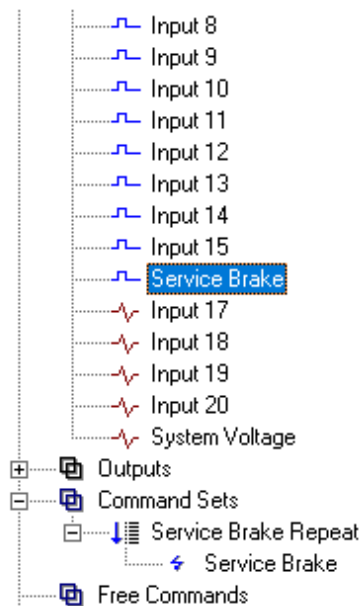 Input 8
Input 9
Input 10
Input 11
Input 12
Input 13
Input 14
Input 15
Service Brake
Input 17
Input 18
Input 19
Input 20
System Voltage
Outputs
Command Sets
Service Brake Repeat
Service Brake
Free Commands